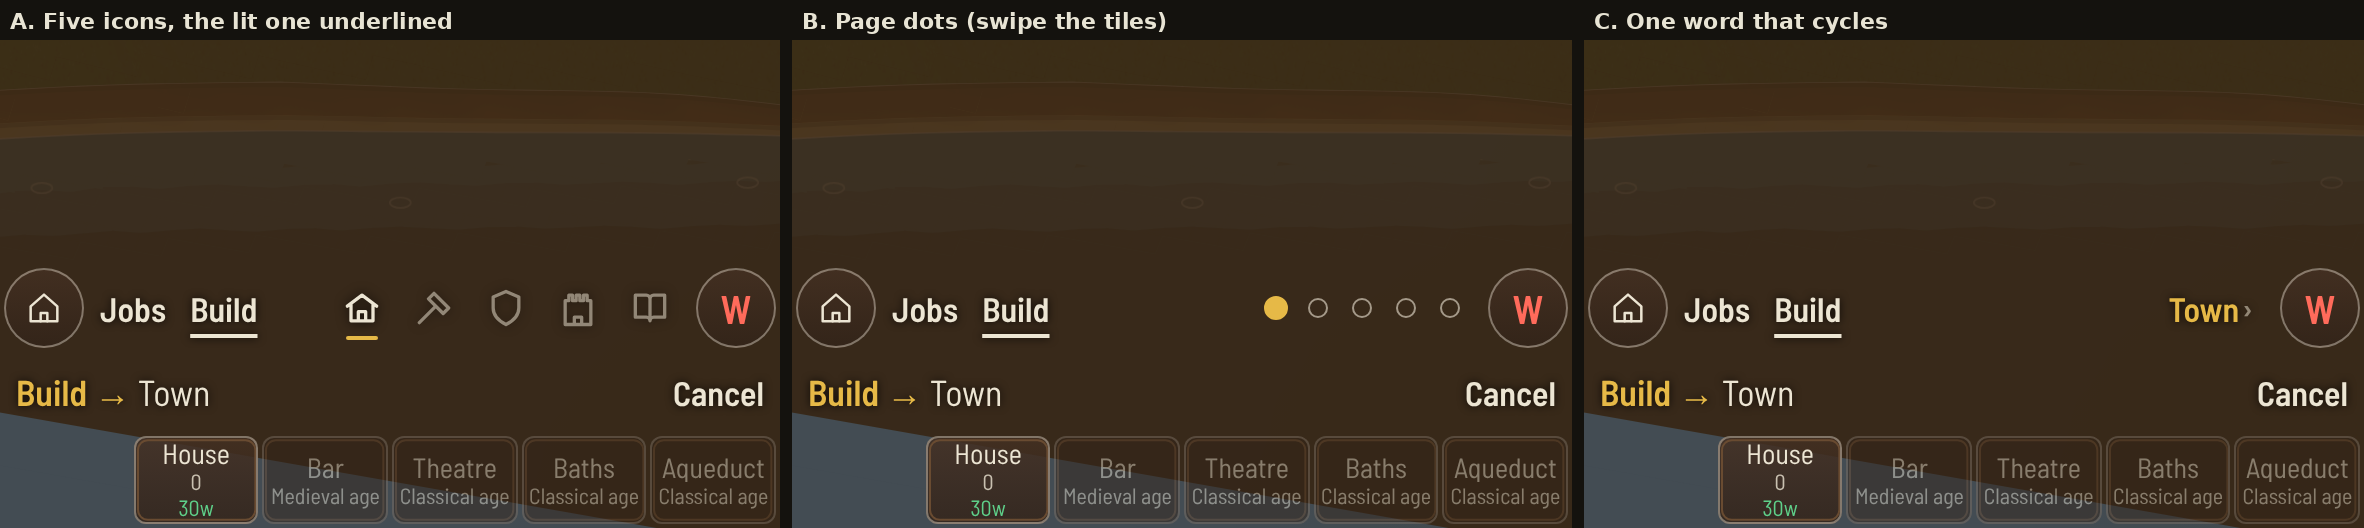 A. Five icons, the lit one underlined
Jobs Build W
Build → Town Cancel
House Bar Theatre Baths Aqueduct
0 Medieval age Classical age Classical age Classical age
30w
B. Page dots (swipe the tiles)
Jobs Build W
Build → Town Cancel
House Bar Theatre Baths Aqueduct
0 Medieval age Classical age Classical age Classical age
30w
C. One word that cycles
Jobs Build Town › W
Build → Town Cancel
House Bar Theatre Baths Aqueduct
0 Medieval age Classical age Classical age Classical age
30w